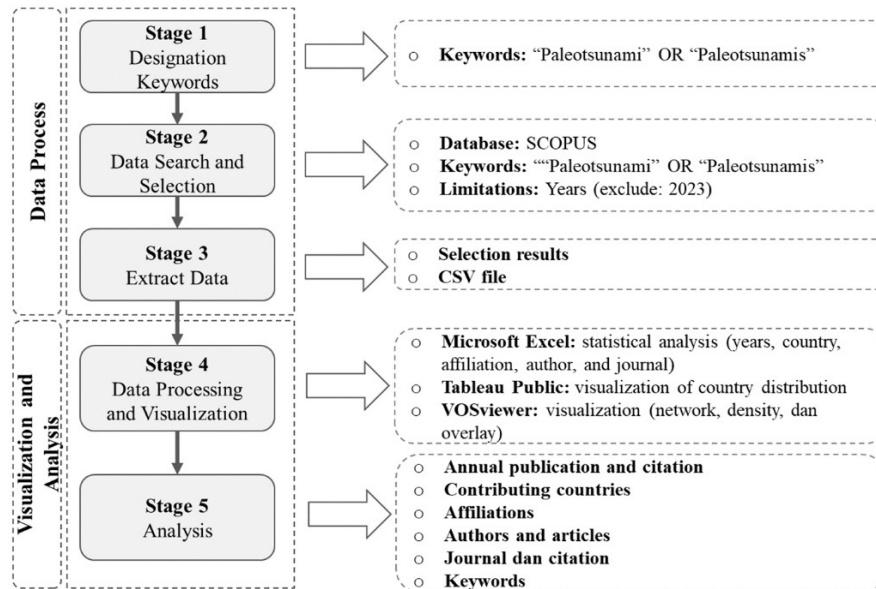 Data Process
Stage 1
Designation
Keywords
○ Keywords: “Paleotsunami” OR “Paleotsunamis”
Stage 2
Data Search and
Selection
○ Database: SCOPUS
○ Keywords: ““Paleotsunami” OR “Paleotsunamis”
○ Limitations: Years (exclude: 2023)
Stage 3
Extract Data
○ Selection results
○ CSV file
Visualization and
Analysis
Stage 4
Data Processing
and Visualization
○ Microsoft Excel: statistical analysis (years, country,
affiliation, author, and journal)
○ Tableau Public: visualization of country distribution
○ VOSviewer: visualization (network, density, dan
overlay)
Stage 5
Analysis
○ Annual publication and citation
○ Contributing countries
○ Affiliations
○ Authors and articles
○ Journal dan citation
○ Keywords